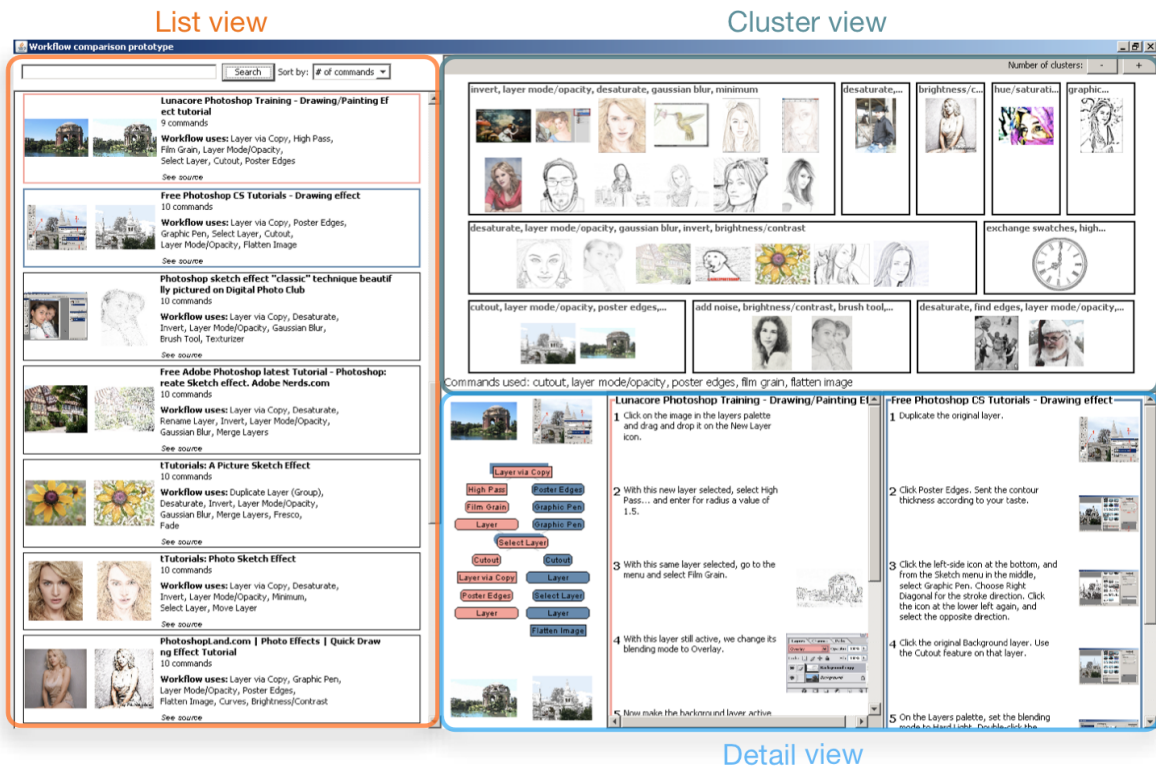 List view
Cluster view
Workflow comparison prototype
Search
Sort by:
# of commands
Lunacore Photoshop Training - Drawing/Painting Ef
ect tutorial
9 commands
Workflow uses: Layer via Copy, High Pass,
Film Grain, Layer Mode/Opacity,
Select Layer, Cutout, Poster Edges
See source
Free Photoshop CS Tutorials - Drawing effect
10 commands
Workflow uses: Layer via Copy, Poster Edges,
Graphic Pen, Select Layer, Cutout,
Layer Mode/Opacity, Flatten Image
See source
Photoshop sketch effect "classic" technique beautif
lly pictured on Digital Photo Club
10 commands
Workflow uses: Layer via Copy, Desaturate,
Invert, Layer Mode/Opacity, Gaussian Blur,
Brush Tool, Texturizer
See source
Free Adobe Photoshop latest Tutorial - Photoshop:
reate Sketch effect. Adobe Nerds.com
10 commands
Workflow uses: Layer via Copy, Desaturate,
Rename Layer, Invert, Layer Mode/Opacity,
Gaussian Blur, Merge Layers
See source
tTutorials: A Picture Sketch Effect
10 commands
Workflow uses: Duplicate Layer (Group),
Desaturate, Invert, Layer Mode/Opacity,
Gaussian Blur, Merge Layers, Fresco,
Fade
See source
tTutorials: Photo Sketch Effect
10 commands
Workflow uses: Layer via Copy, Desaturate,
Invert, Layer Mode/Opacity, Minimum,
Select Layer, Move Layer
See source
PhotoshopLand.com | Photo Effects | Quick Draw
ng Effect Tutorial
10 commands
Workflow uses: Layer via Copy, Graphic Pen,
Layer Mode/Opacity, Poster Edges,
Flatten Image, Curves, Brightness/Contrast
See source
Number of clusters: - +
invert, layer mode/opacity, desaturate, gaussian blur, minimum
desaturate,...
brightness/c...
hue/saturati...
graphic...
desaturate, layer mode/opacity, gaussian blur, invert, brightness/contrast
exchange swatches, high...
cutout, layer mode/opacity, poster edges,...
add noise, brightness/contrast, brush tool,...
desaturate, find edges, layer mode/opacity,...
Commands used: cutout, layer mode/opacity, poster edges, film grain, flatten image
Layer via Copy
High Pass Poster Edges
Film Grain Graphic Pen
Layer Graphic Pen
Select Layer
Cutout Cutout
Layer via Copy Layer
Poster Edges Select Layer
Layer Layer
Flatten Image
Lunacore Photoshop Training - Drawing/Painting Ef
1 Click on the image in the layers palette
and drag and drop it on the New Layer
icon.
2 With this new layer selected, select High
Pass... and enter for radius a value of
1.5.
3 With this same layer selected, go to the
menu and select Film Grain.
4 With this layer still active, we change its
blending mode to Overlay.
5 Now make the background layer active
Free Photoshop CS Tutorials - Drawing effect
1 Duplicate the original layer.
2 Click Poster Edges. Sent the contour
thickness according to your taste.
3 Click the left-side icon at the bottom, and
from the Sketch menu in the middle,
select Graphic Pen. Choose Right
Diagonal for the stroke direction. Click
the icon at the lower left again, and
select the opposite direction.
4 Click the original Background layer. Use
the Cutout feature on that layer.
5 On the Layers palette, set the blending
mode to Hard Light. Double-click the
Detail view